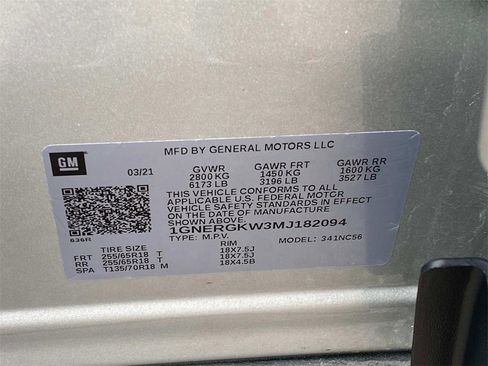 GM
MFD BY GENERAL MOTORS LLC
03/21 GVWR GAWR FRT GAWR RR
2800 KG 1450 KG 1600 KG
6173 LB 3196 LB 3527 LB
THIS VEHICLE CONFORMS TO ALL
APPLICABLE U.S. FEDERAL MOTOR
VEHICLE SAFETY STANDARDS IN EFFECT
ON THE DATE OF MANUFACTURE
SHOWN ABOVE.
1GNERGKW3MJ182094
836R TYPE: M.P.V. MODEL: 341NC56
TIRE SIZE RIM
FRT 255/65R18 T 18X7.5J
RR 255/65R18 T 18X7.5J
SPA T135/70R18 M 18X4.5B